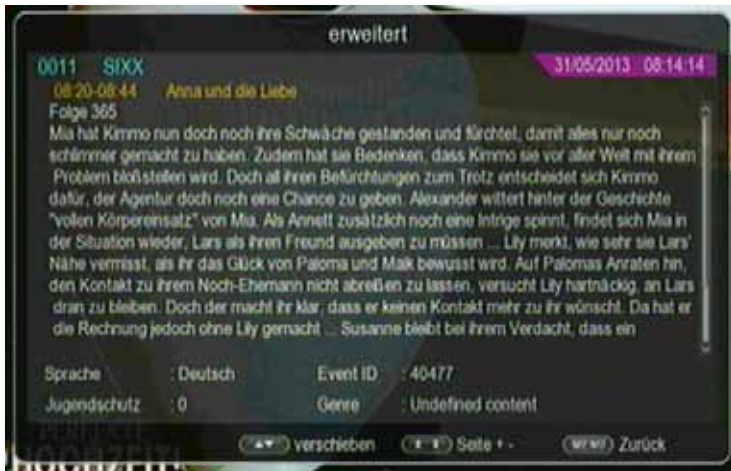 erweitert
0011 SIXX 31/05/2013 08:14:14
08:20-08:44 Anna und die Liebe
Folge 365
Mia hat Kimmo nun doch noch ihre Schwäche gestanden und fürchtet, damit alles nur noch
schlimmer gemacht zu haben. Zudem hat sie Bedenken, dass Kimmo sie vor aller Welt mit ihrem
Problem bloßstellen wird. Doch all ihren Befürchtungen zum Trotz entscheidet sich Kimmo
dafür, der Agentur doch noch eine Chance zu geben. Alexander wittert hinter der Geschichte
"vollen Körpereinsatz" von Mia. Als Annett zusätzlich noch eine Intrige spinnt, findet sich Mia in
der Situation wieder, Lars als ihren Freund ausgeben zu müssen ... Lily merkt, wie sehr sie Lars'
Nähe vermisst, als ihr das Glück von Paloma und Maik bewusst wird. Auf Palomas Anraten hin,
den Kontakt zu ihrem Noch-Ehemann nicht abreißen zu lassen, versucht Lily hartnäckig, an Lars
dran zu bleiben. Doch der macht ihr klar, dass er keinen Kontakt mehr zu ihr wünscht. Da hat er
die Rechnung jedoch ohne Lily gemacht ... Susanne bleibt bei ihrem Verdacht, dass ein
Sprache : Deutsch Event ID : 40477
Jugendschutz : 0 Genre : Undefined content
verschieben Seite + - MENU Zurück
HOCHZEIT!